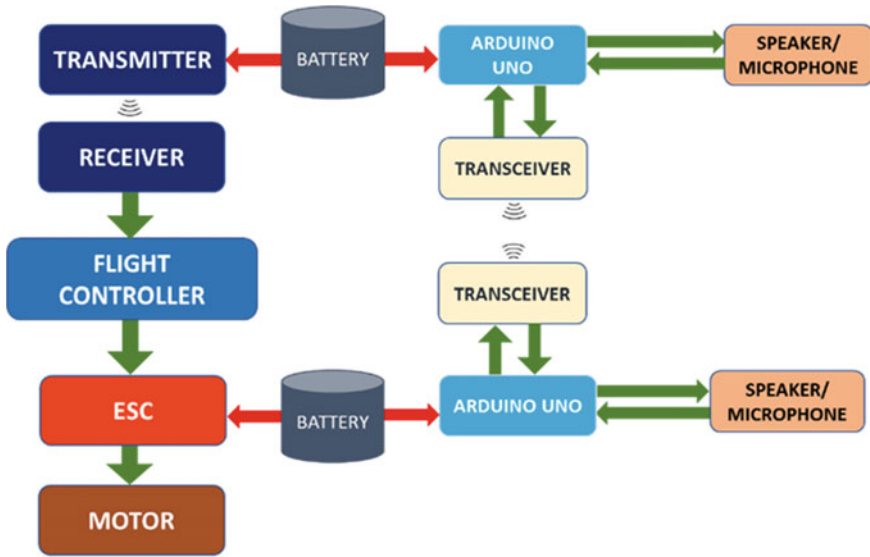 TRANSMITTER
BATTERY
ARDUINO
UNO
SPEAKER/
MICROPHONE
RECEIVER
TRANSCEIVER
FLIGHT
CONTROLLER
TRANSCEIVER
ESC
BATTERY
ARDUINO UNO
SPEAKER/
MICROPHONE
MOTOR